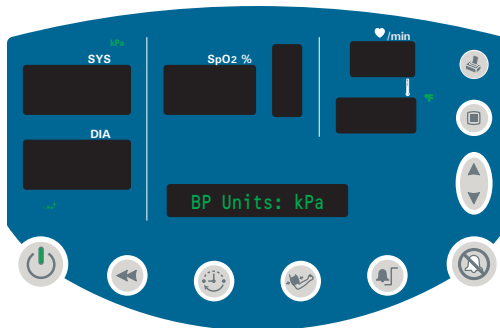 kPa
SYS
SpO2 %
/min
°F
DIA
BP Units: kPa